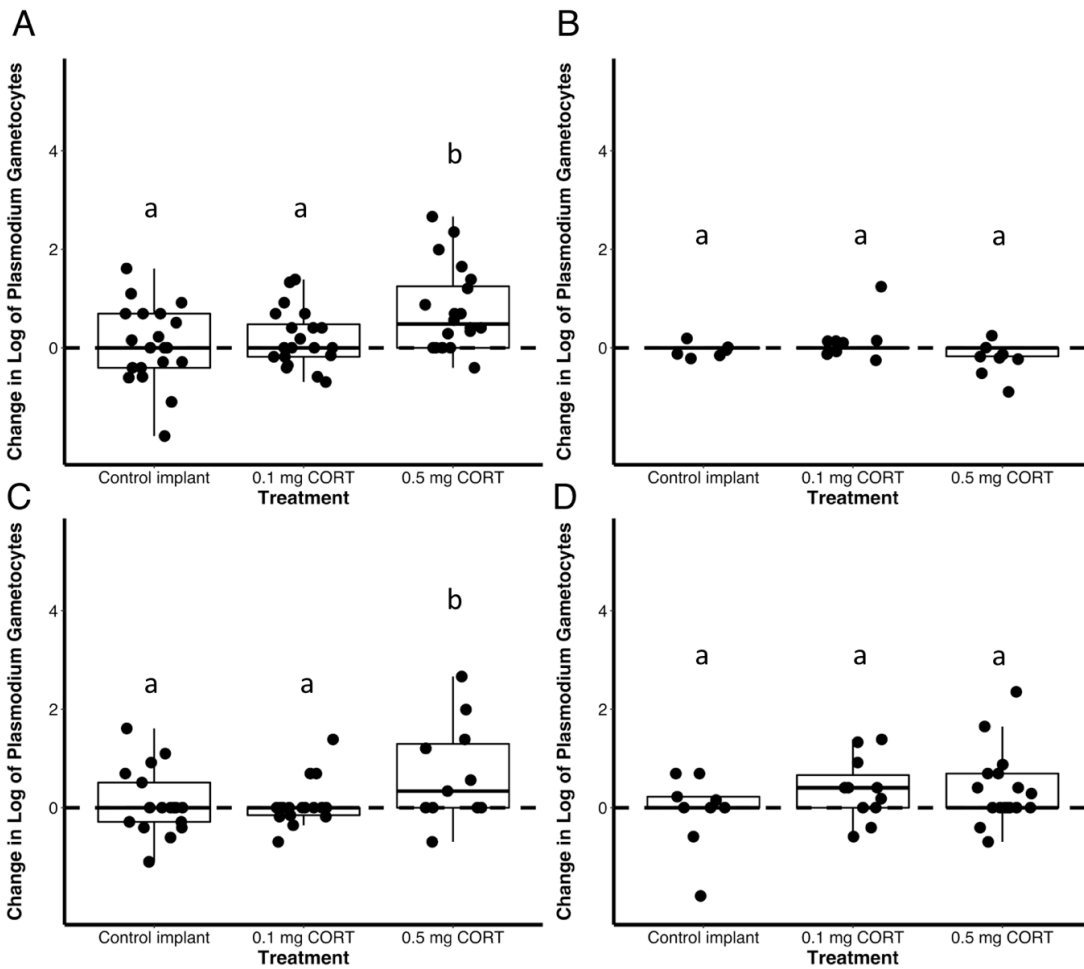 A
Change in Log of Plasmodium Gametocytes
4
2
0
a
a
b
Control implant
0.1 mg CORT
0.5 mg CORT
Treatment
B
Change in Log of Plasmodium Gametocytes
4
2
0
a
a
a
Control implant
0.1 mg CORT
0.5 mg CORT
Treatment
C
Change in Log of Plasmodium Gametocytes
4
2
0
a
a
b
Control implant
0.1 mg CORT
0.5 mg CORT
Treatment
D
Change in Log of Plasmodium Gametocytes
4
2
0
a
a
a
Control implant
0.1 mg CORT
0.5 mg CORT
Treatment